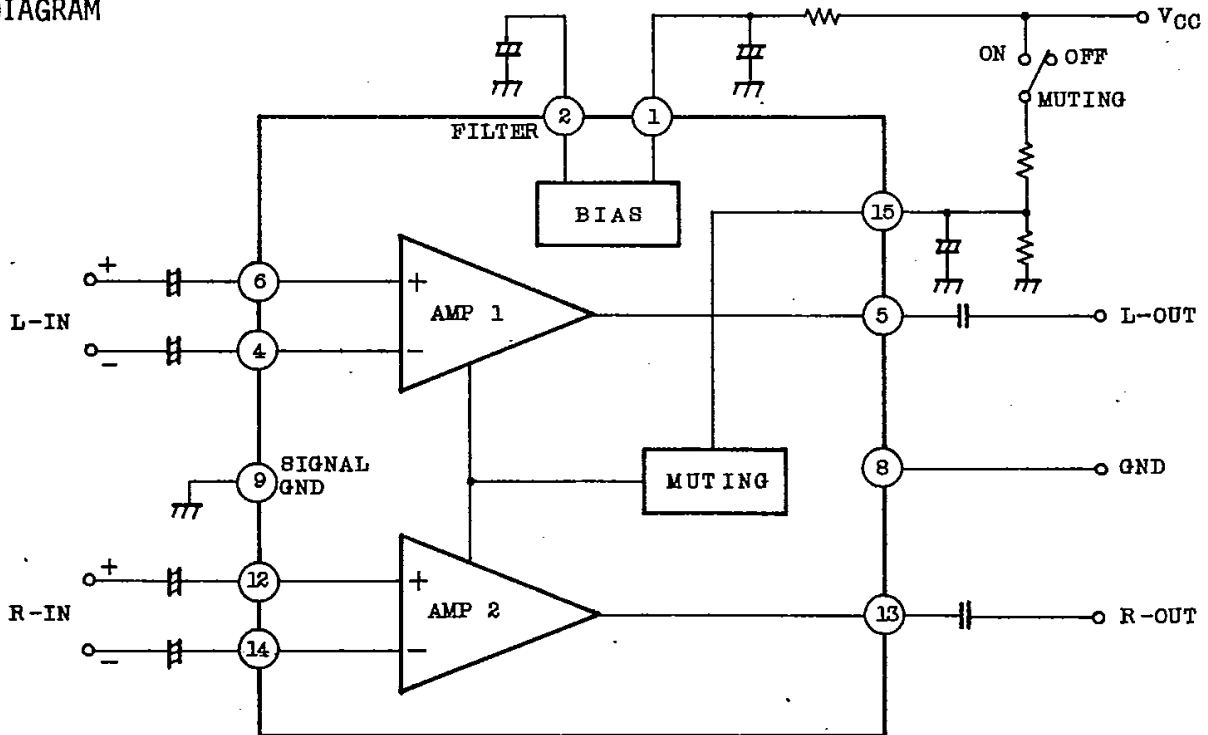 DIAGRAM
VCC
ON OFF
MUTING
FILTER
2
1
BIAS
15
+
6
+
AMP 1
5
L-OUT
L-IN
-
4
-
9
SIGNAL
GND
MUTING
8
GND
+
12
+
R-IN
AMP 2
13
R-OUT
-
14
-